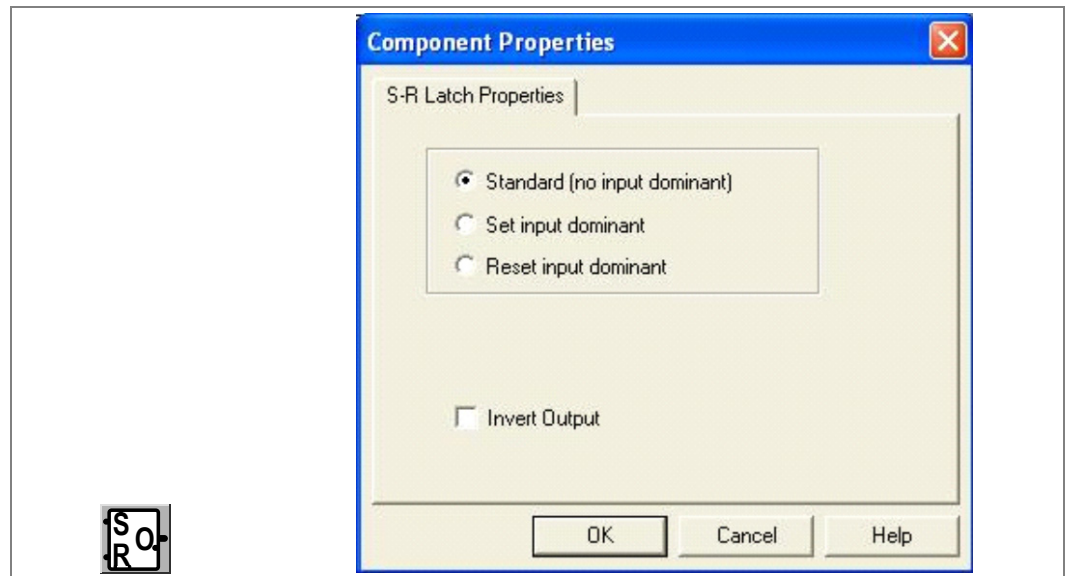 Component Properties
S-R Latch Properties
Standard (no input dominant)
Set input dominant
Reset input dominant
Invert Output
OK
Cancel
Help
S
O
R